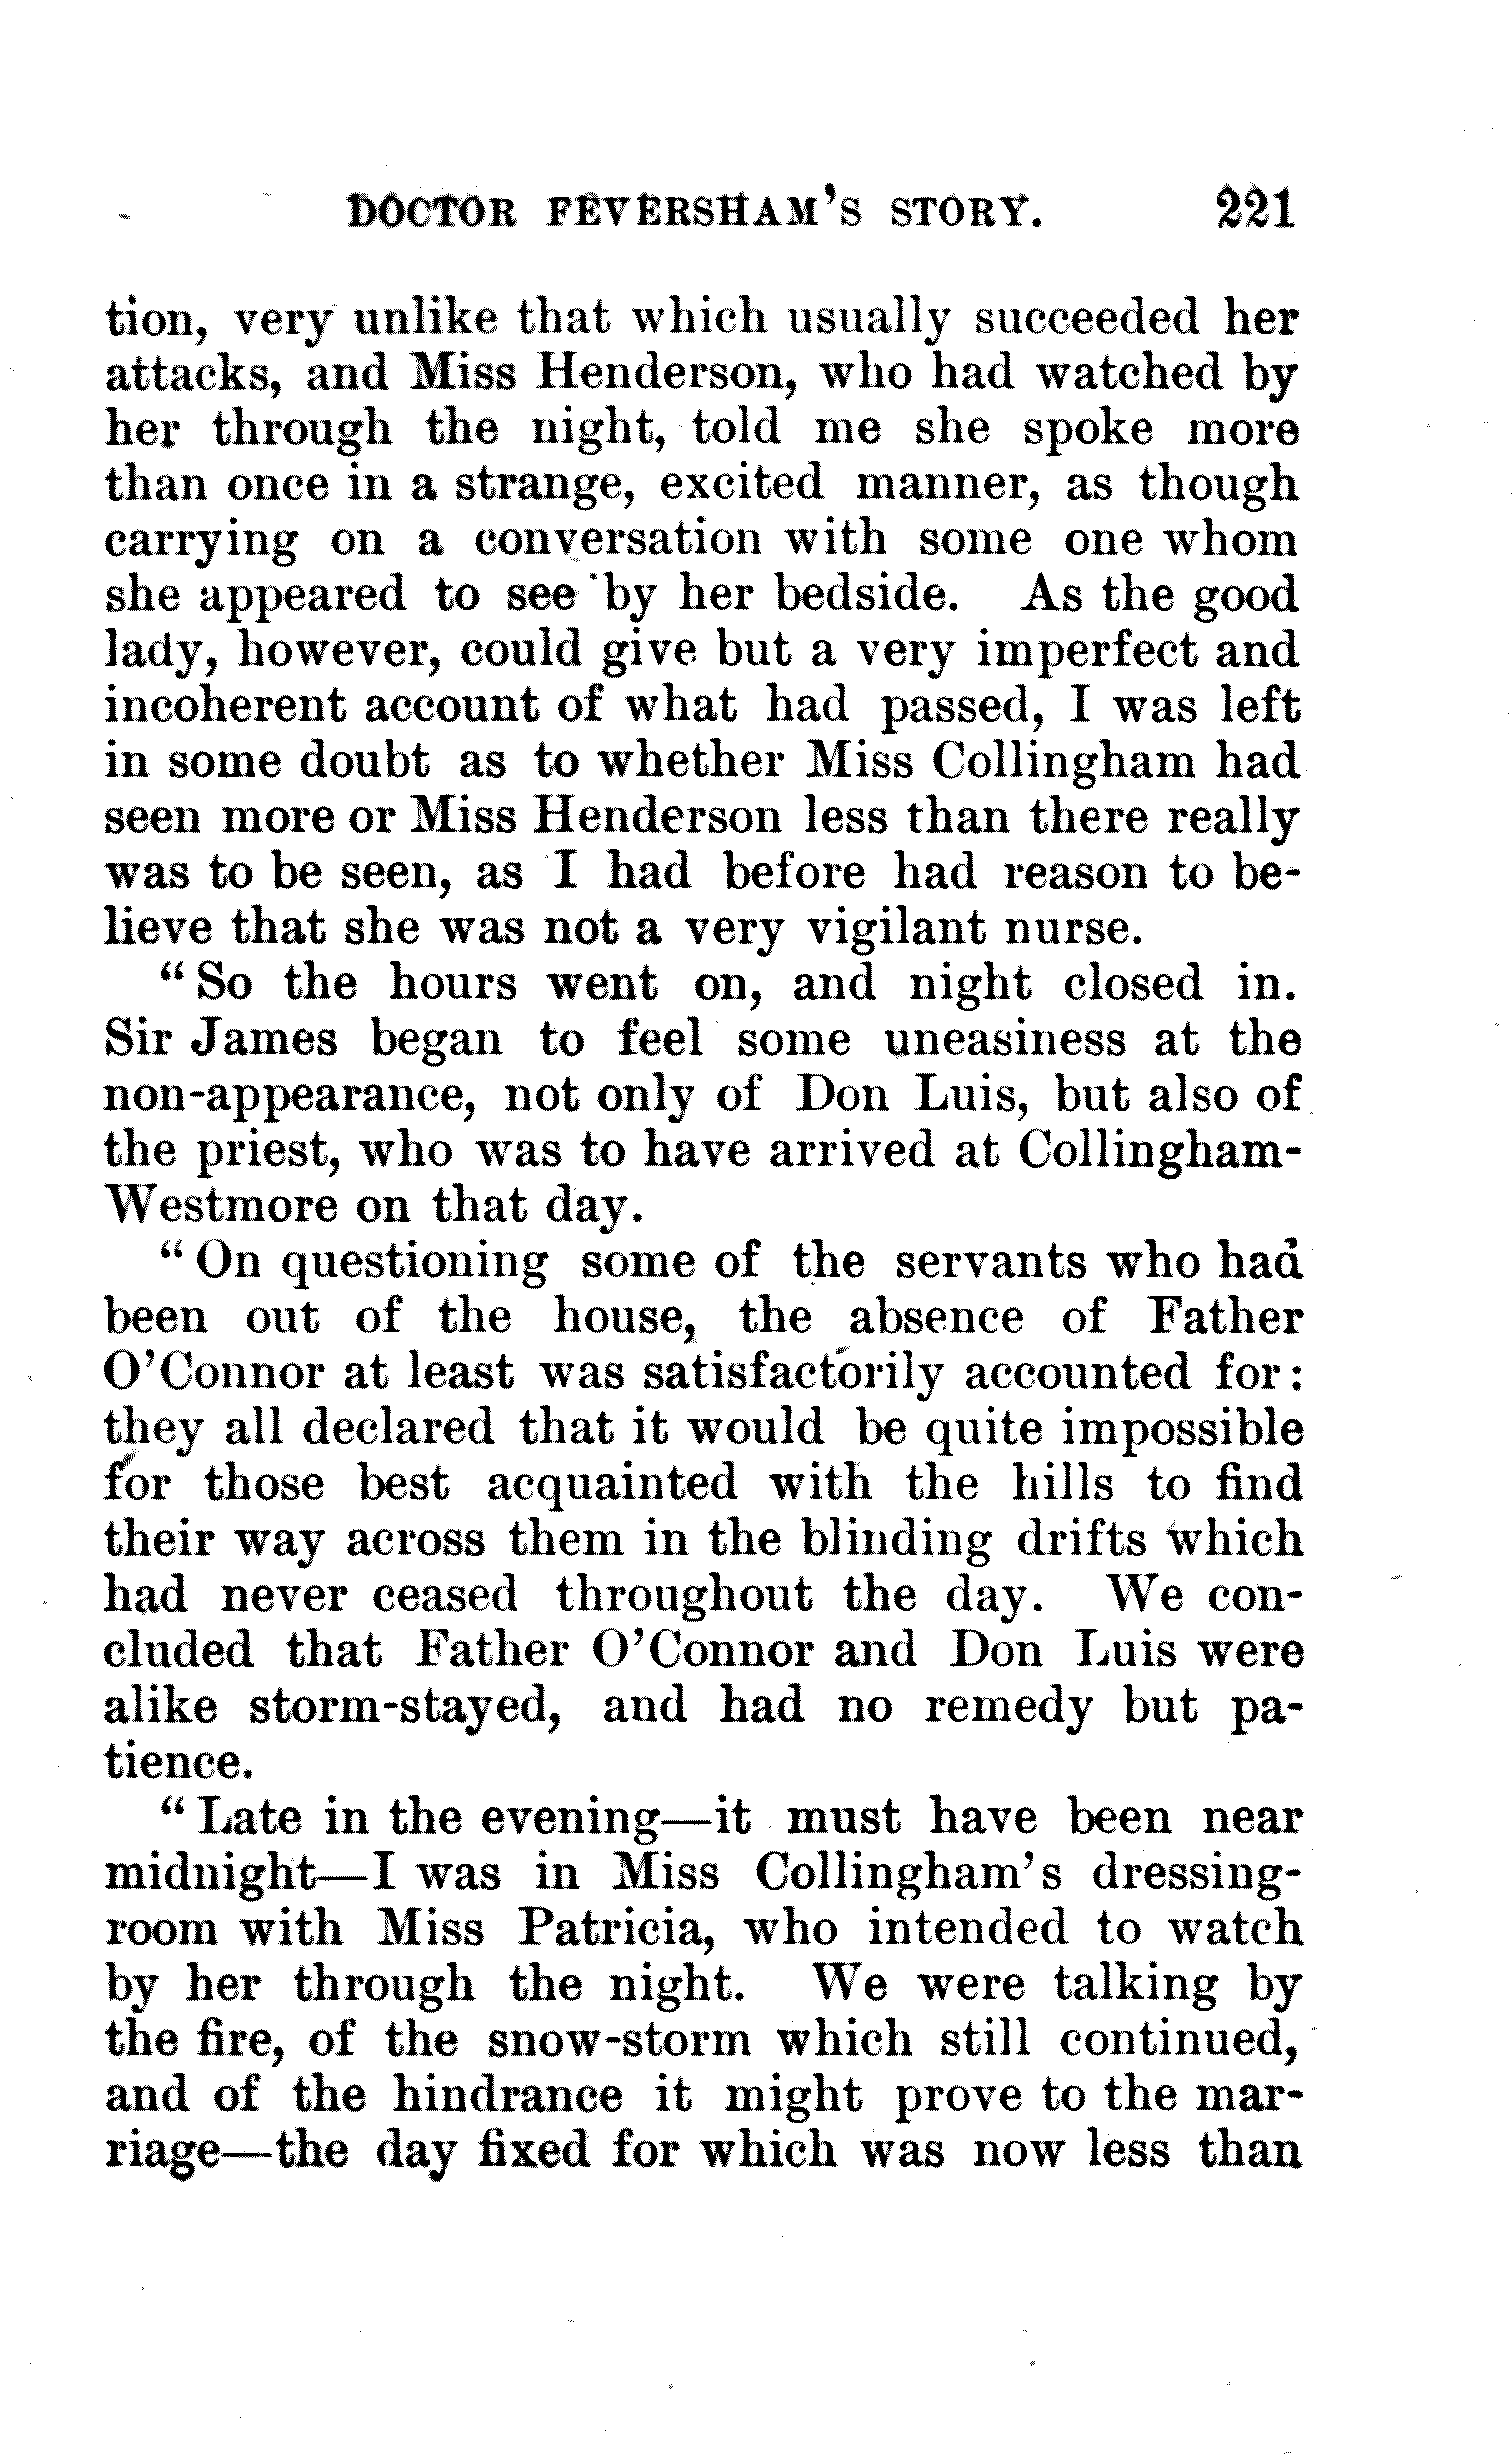 DOCTOR FEVERSHAM'S STORY. 221
tion, very unlike that which usually succeeded her
attacks, and Miss Henderson, who had watched by
her through the night, told me she spoke more
than once in a strange, excited manner, as though
carrying on a conversation with some one whom
she appeared to see by her bedside. As the good
lady, however, could give but a very imperfect and
incoherent account of what had passed, I was left
in some doubt as to whether Miss Collingham had
seen more or Miss Henderson less than there really
was to be seen, as I had before had reason to be-
lieve that she was not a very vigilant nurse.
"So the hours went on, and night closed in.
Sir James began to feel some uneasiness at the
non-appearance, not only of Don Luis, but also of
the priest, who was to have arrived at Collingham-
Westmore on that day.
"On questioning some of the servants who had
been out of the house, the absence of Father
O'Connor at least was satisfactorily accounted for:
they all declared that it would be quite impossible
for those best acquainted with the hills to find
their way across them in the blinding drifts which
had never ceased throughout the day. We con-
cluded that Father O'Connor and Don Luis were
alike storm-stayed, and had no remedy but pa-
tience.
"Late in the evening—it must have been near
midnight—I was in Miss Collingham's dressing-
room with Miss Patricia, who intended to watch
by her through the night. We were talking by
the fire, of the snow-storm which still continued,
and of the hindrance it might prove to the mar-
riage—the day fixed for which was now less than